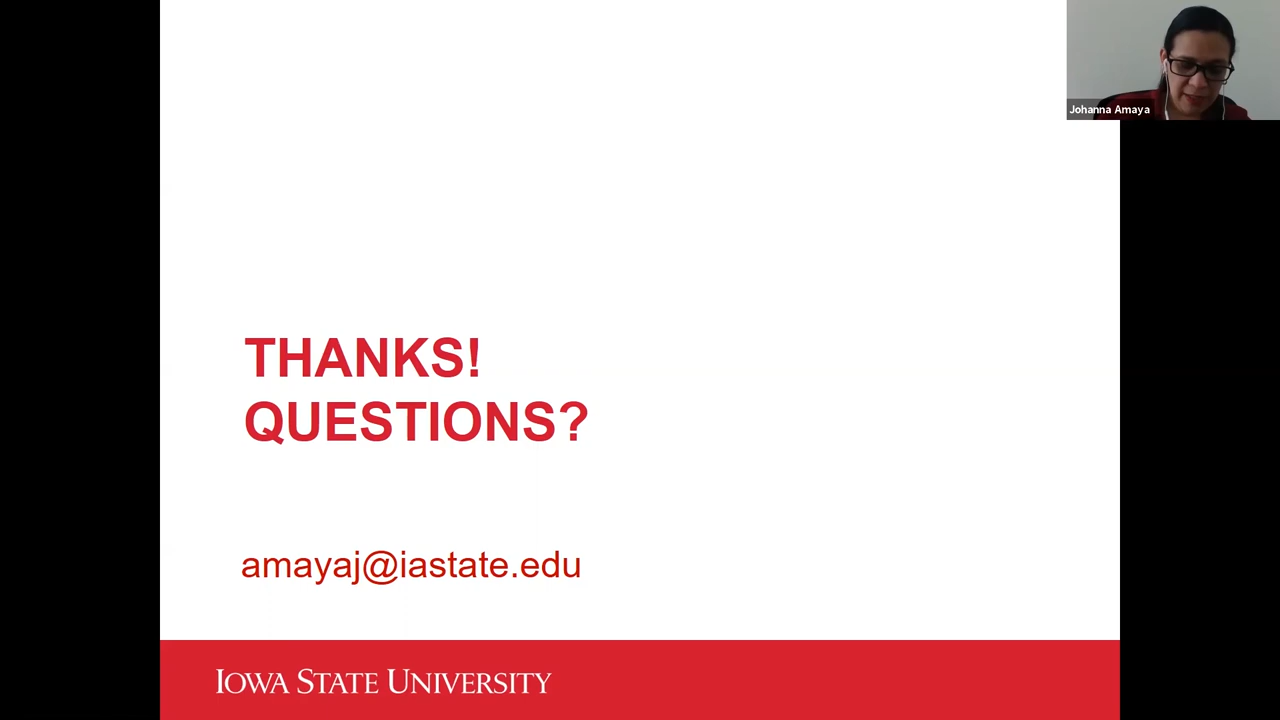 Johanna Amaya
THANKS!
QUESTIONS?
amayaj@iastate.edu
IOWA STATE UNIVERSITY